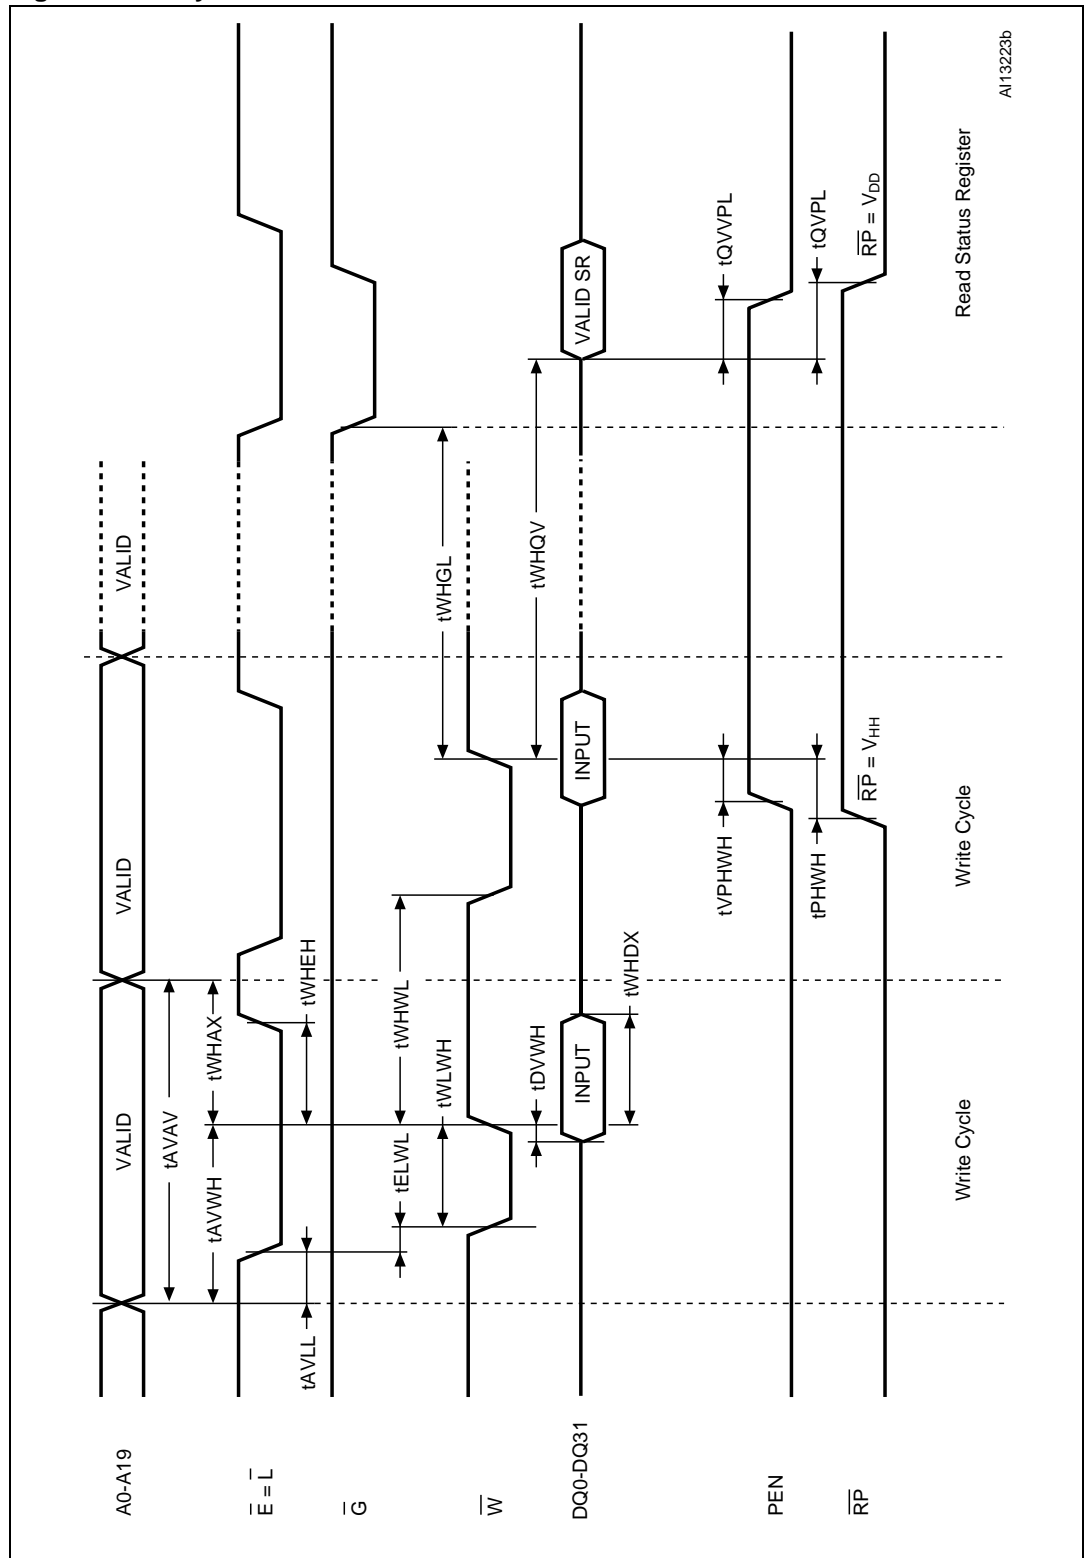 A0-A19
VALID
VALID
VALID
tAVAV
tAVWH
tWHAX
E = L
tAVLL
tWHEH
G
tELWL
tWHWL
tWLWH
tWHGL
W
tDVWH
tWHQV
DQ0-DQ31
INPUT
INPUT
VALID SR
tWHDX
tVPHWH
tQVVPL
PEN
tPHWH
tQVPL
RP
RP = VHH
RP = VDD
Write Cycle
Write Cycle
Read Status Register
AI13223b